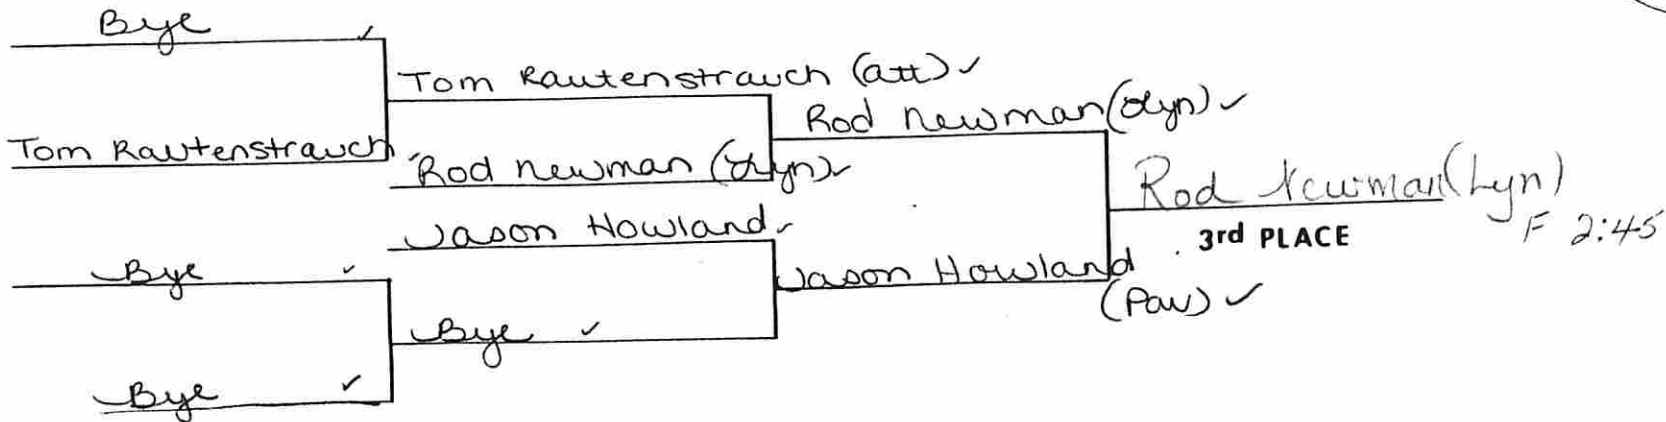 Bye ✓
Tom Rautenstrauch (att) ✓
Rod Newman (Lyn) ✓
Tom Rautenstrauch
Rod Newman (Lyn) ✓
Rod Newman (Lyn)
F 2:45
Jason Howland ✓
3rd PLACE
Bye ✓
Jason Howland
(Paw) ✓
Bye ✓
Bye ✓